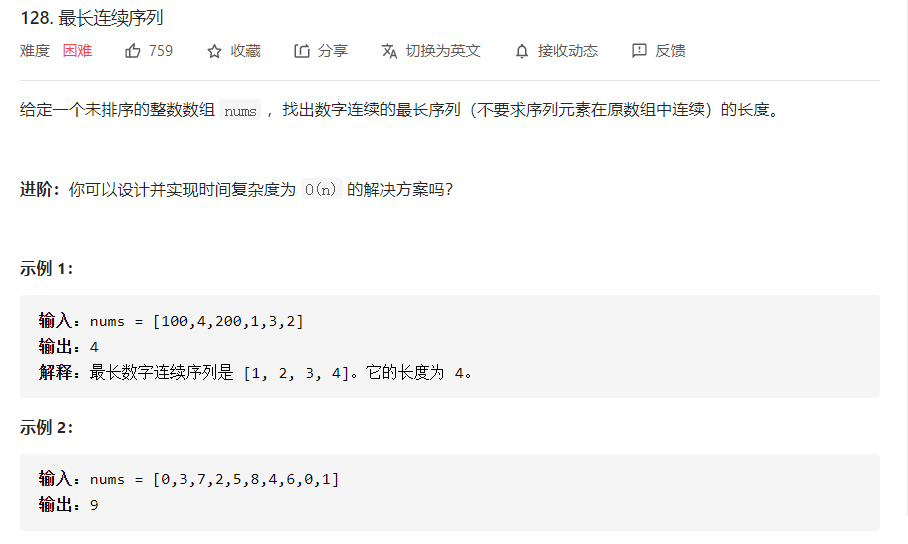 128. 最长连续序列
难度 困难 759 收藏 分享 切换为英文 接收动态 反馈
给定一个未排序的整数数组 nums ，找出数字连续的最长序列（不要求序列元素在原数组中连续）的长度。
进阶：你可以设计并实现时间复杂度为 O(n) 的解决方案吗？
示例 1：
输入：nums = [100,4,200,1,3,2]
输出：4
解释：最长数字连续序列是 [1, 2, 3, 4]。它的长度为 4。
示例 2：
输入：nums = [0,3,7,2,5,8,4,6,0,1]
输出：9